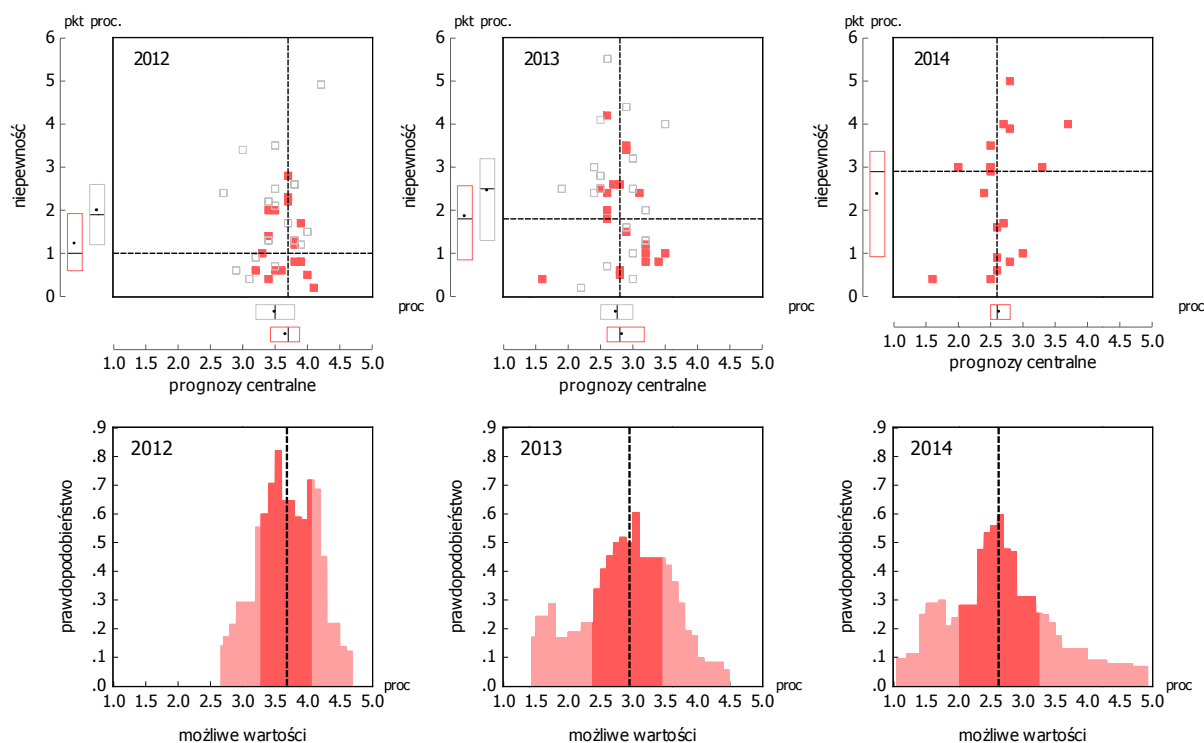 pkt proc. pkt proc. pkt proc.
6 6 6
2012 2013 2014
5 5 5
4 4 4
niepewność niepewność niepewność
3 3 3
2 2 2
1 1 1
0 0 0
proc proc proc
1.0 1.5 2.0 2.5 3.0 3.5 4.0 4.5 5.0 1.0 1.5 2.0 2.5 3.0 3.5 4.0 4.5 5.0 1.0 1.5 2.0 2.5 3.0 3.5 4.0 4.5 5.0
prognozy centralne prognozy centralne prognozy centralne
.9 .9 .9
2012 2013 2014
.8 .8 .8
.7 .7 .7
.6 .6 .6
prawdopodobieństwo prawdopodobieństwo prawdopodobieństwo
.5 .5 .5
.4 .4 .4
.3 .3 .3
.2 .2 .2
.1 .1 .1
.0 .0 .0
proc proc proc
1.0 1.5 2.0 2.5 3.0 3.5 4.0 4.5 5.0 1.0 1.5 2.0 2.5 3.0 3.5 4.0 4.5 5.0 1.0 1.5 2.0 2.5 3.0 3.5 4.0 4.5 5.0
możliwe wartości możliwe wartości możliwe wartości